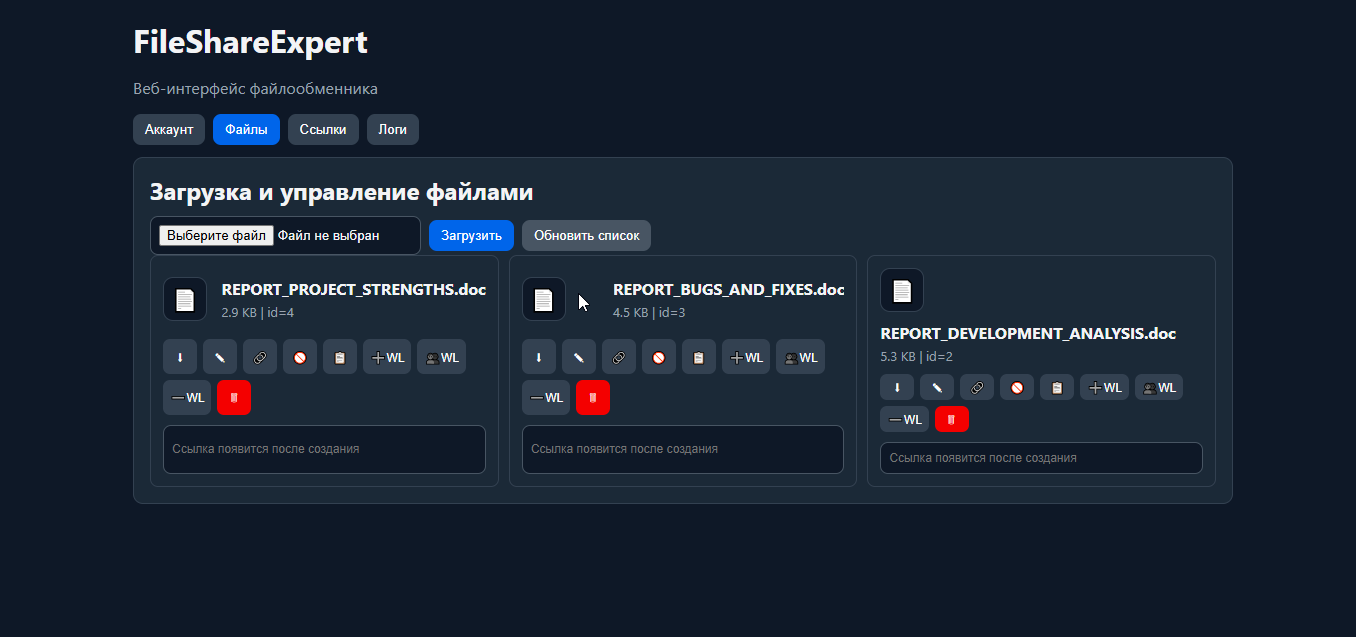 FileShareExpert
Веб-интерфейс файлообменника
Аккаунт Файлы Ссылки Логи
Загрузка и управление файлами
Выберите файл Файл не выбран Загрузить Обновить список
REPORT_PROJECT_STRENGTHS.doc
2.9 KB | id=4
+WL WL
—WL
Ссылка появится после создания
REPORT_BUGS_AND_FIXES.doc
4.5 KB | id=3
+WL WL
—WL
Ссылка появится после создания
REPORT_DEVELOPMENT_ANALYSIS.doc
5.3 KB | id=2
+WL WL
—WL
Ссылка появится после создания